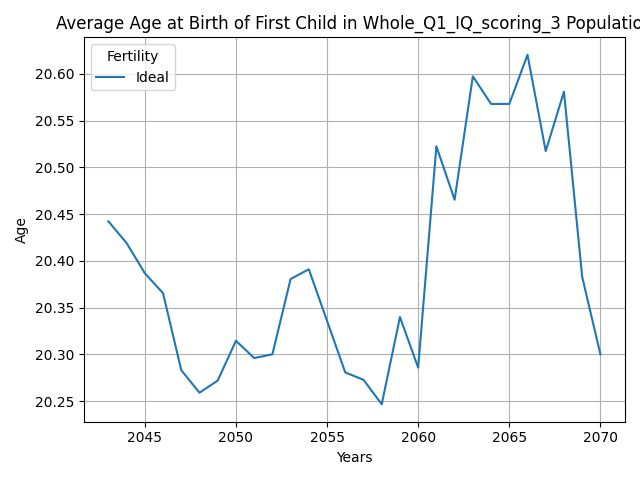 Average Age at Birth of First Child in Whole_Q1_IQ_scoring_3 Populatio
Fertility
Ideal
20.60
20.55
20.50
20.45
20.40
20.35
20.30
20.25
Age
2045 2050 2055 2060 2065 2070
Years